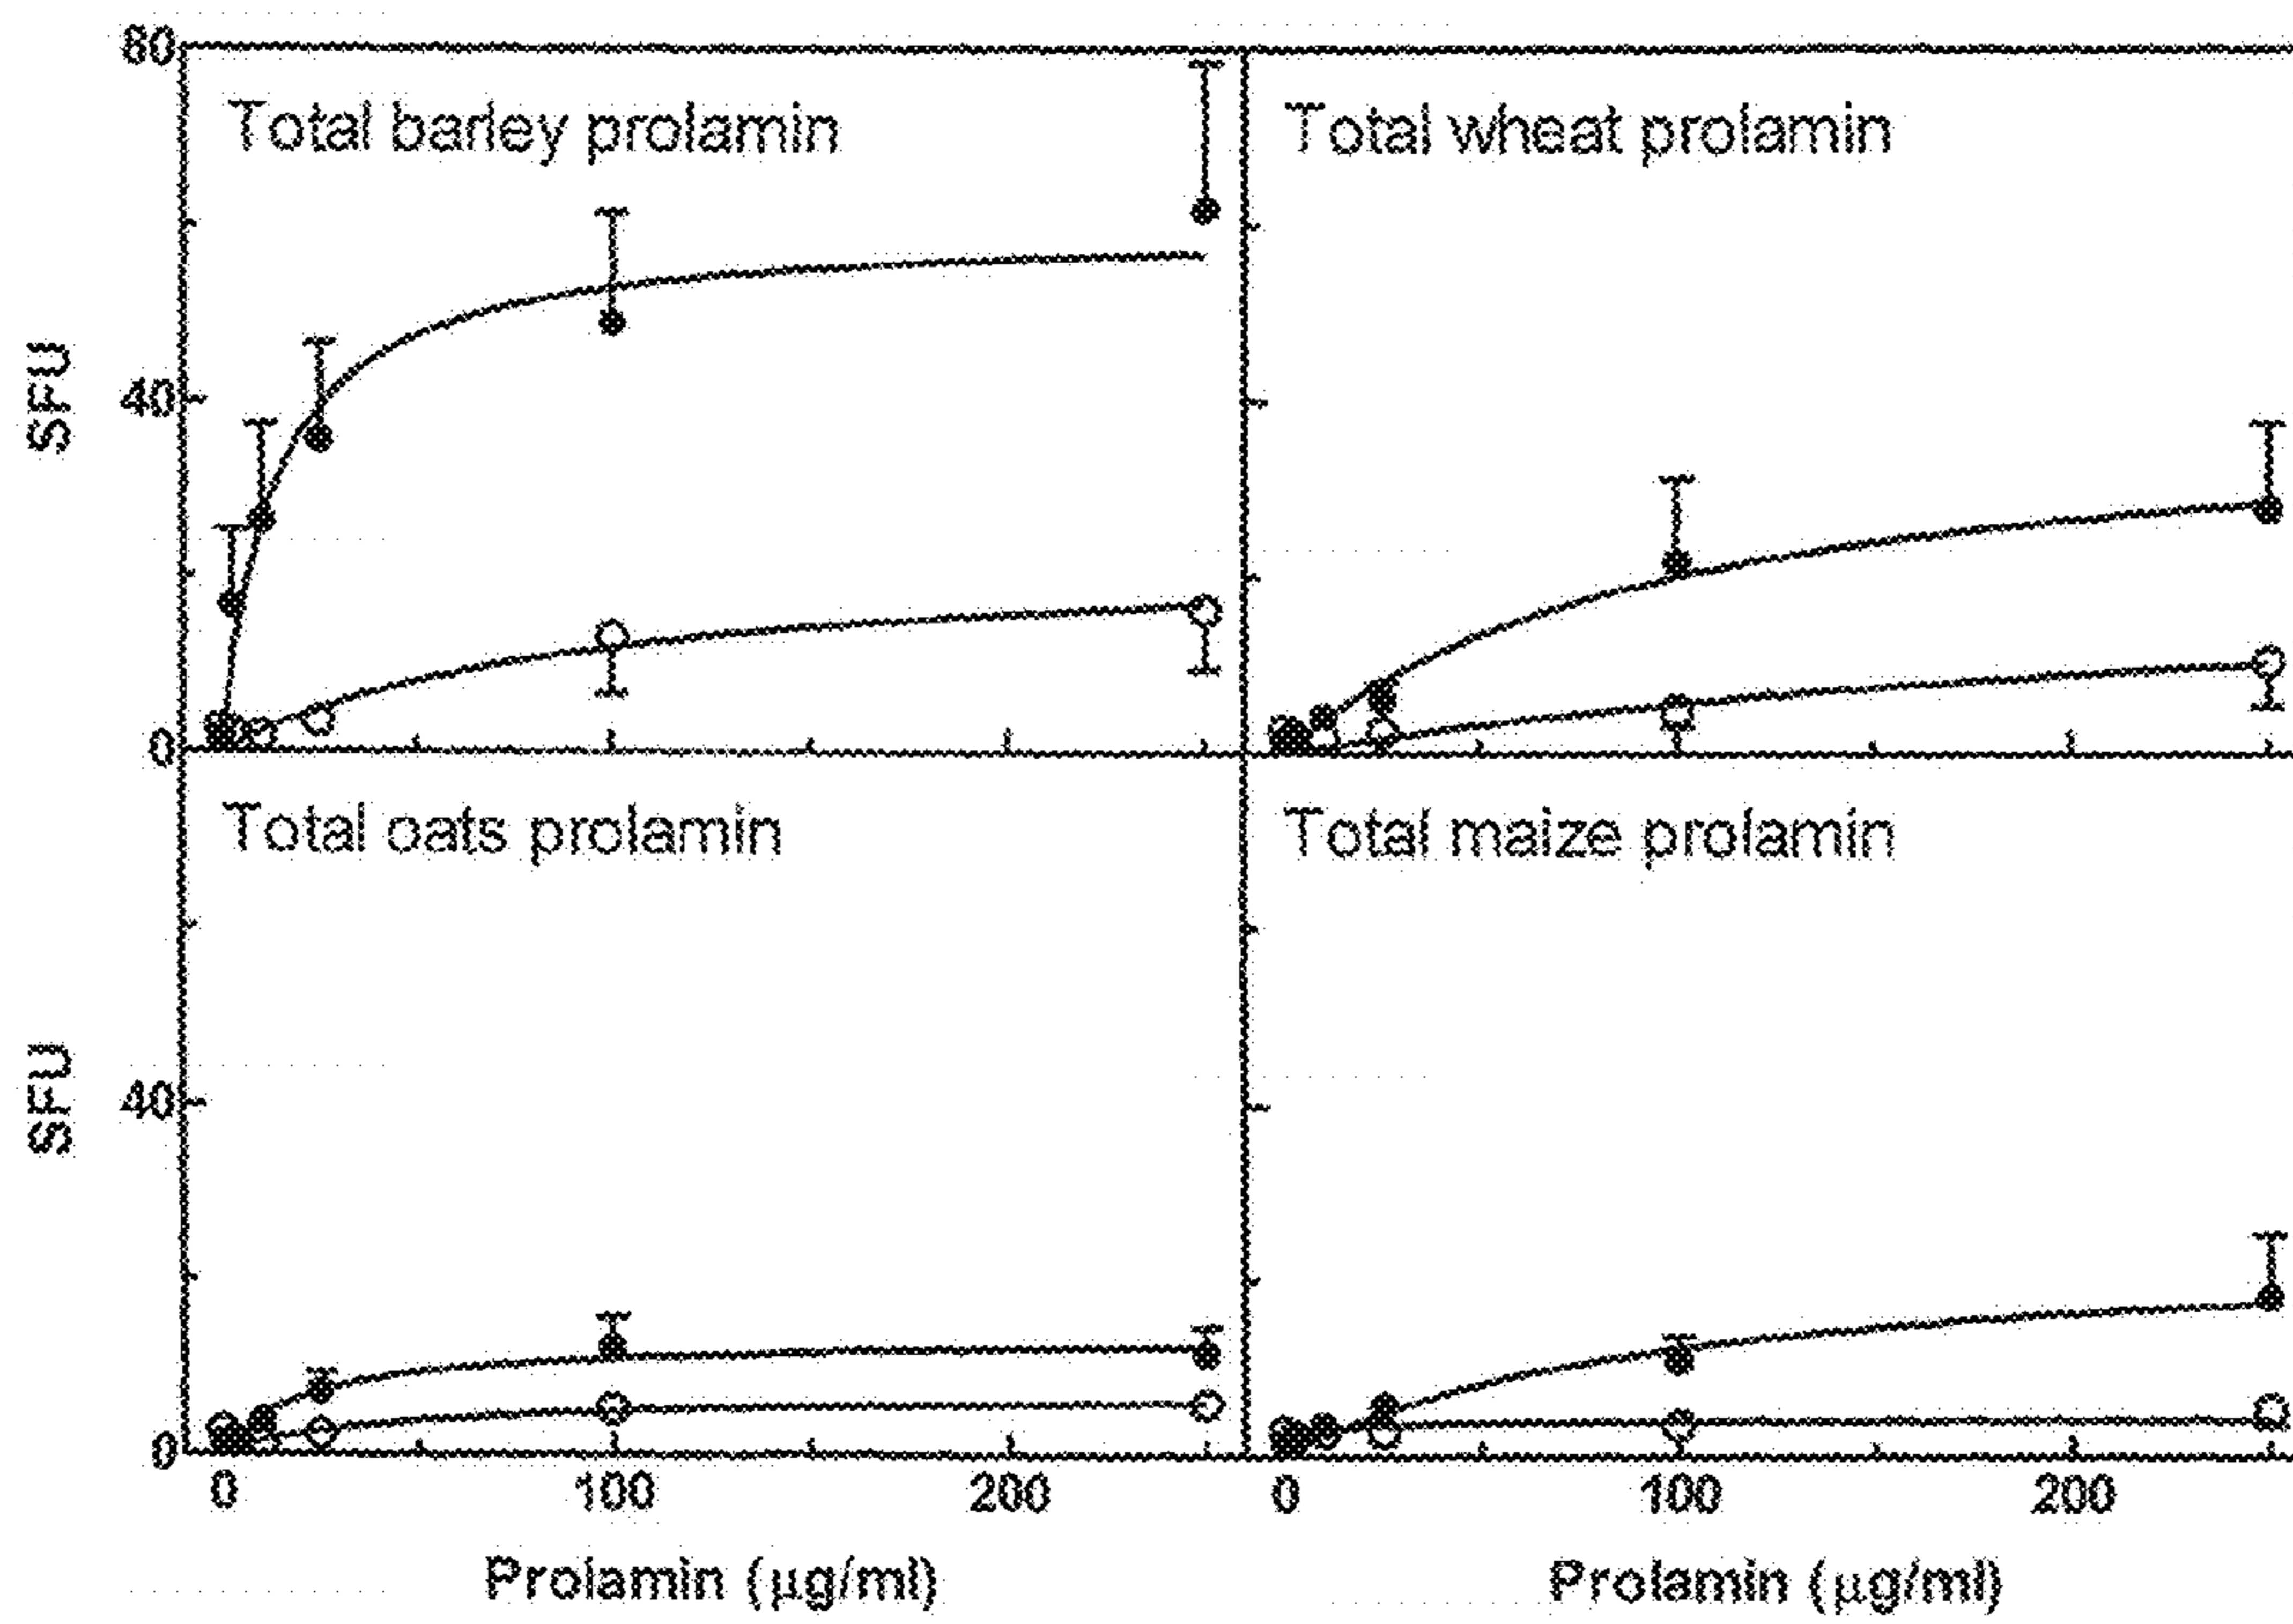 80
Total barley prolamin
Total wheat prolamin
SFU
40
0
Total oats prolamin
Total maize prolamin
SFU
40
0
0 100 200 0 100 200
Prolamin (µg/ml) Prolamin (µg/ml)